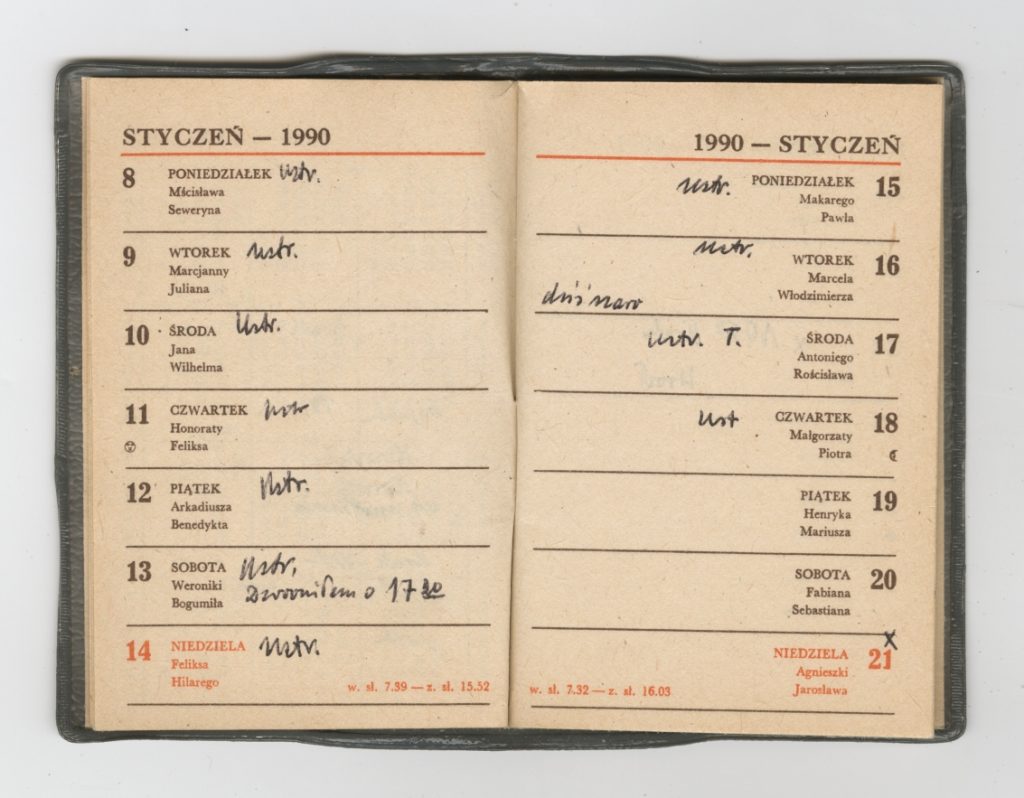 STYCZEŃ — 1990
8 PONIEDZIAŁEK Ustr.
Mścisława
Seweryna
9 WTOREK Ustr.
Marcjanny
Juliana
10 ŚRODA Ustr.
Jana
Wilhelma
11 CZWARTEK Ustr
Honoraty
Feliksa
12 PIĄTEK Ustr.
Arkadiusza
Benedykta
13 SOBOTA Ustr.
Weroniki Dzwoniłem o 17 30
Bogumiła
14 NIEDZIELA Ustr.
Feliksa
Hilarego
w. sł. 7.39 — z. sł. 15.52
1990 — STYCZEŃ
ustr. PONIEDZIAŁEK 15
Makarego
Pawła
ustr. WTOREK 16
Marcela
Włodzimierza
ustr. T. ŚRODA 17
Antoniego
Rościsława
ust CZWARTEK 18
Małgorzaty
Piotra
PIĄTEK 19
Henryka
Mariusza
SOBOTA 20
Fabiana
Sebastiana
x
NIEDZIELA 21
Agnieszki
Jarosława
w. sł. 7.32 — z. sł. 16.03